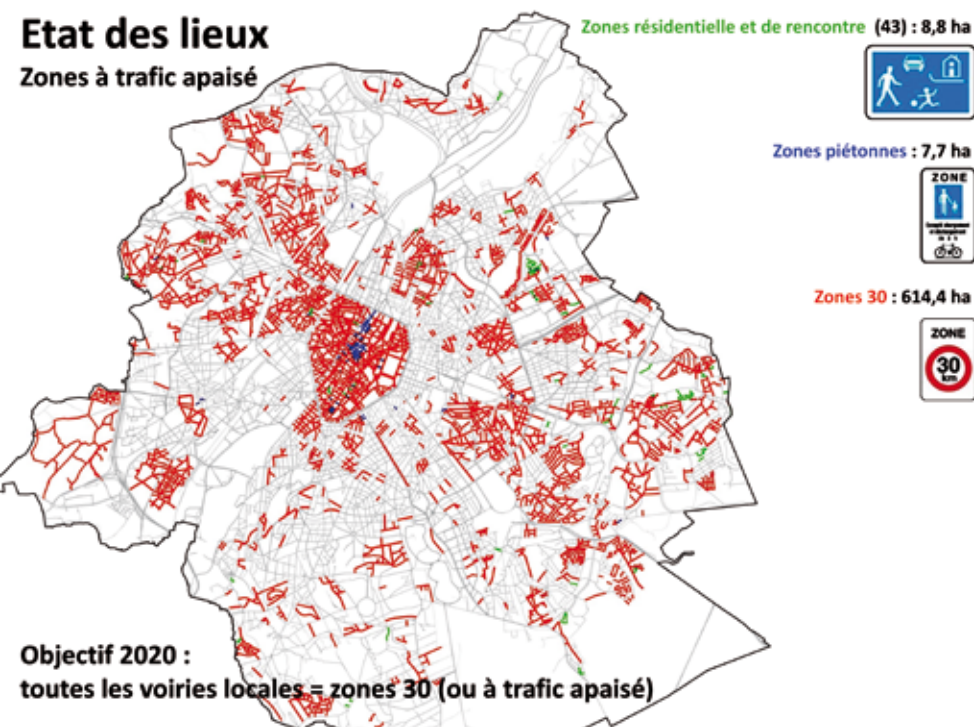 Etat des lieux
Zones à trafic apaisé
Zones résidentielle et de rencontre (43) : 8,8 ha
Zones piétonnes : 7,7 ha
ZONE
Zones 30 : 614,4 ha
ZONE
30
km
Objectif 2020 :
toutes les voiries locales = zones 30 (ou à trafic apaisé)